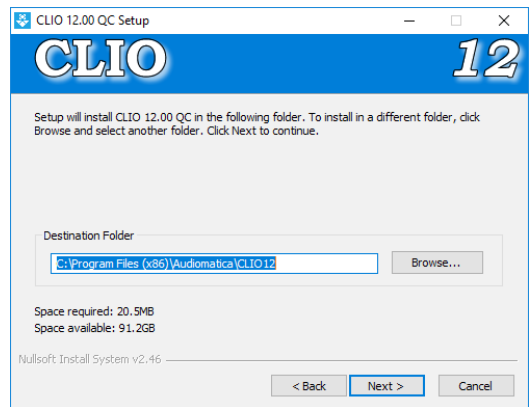 CLIO 12.00 QC Setup
CLIO 12
Setup will install CLIO 12.00 QC in the following folder. To install in a different folder, click
Browse and select another folder. Click Next to continue.
Destination Folder
C:\Program Files (x86)\Audiomatica\CLIO12
Browse...
Space required: 20.5MB
Space available: 91.2GB
Nullsoft Install System v2.46
< Back Next > Cancel